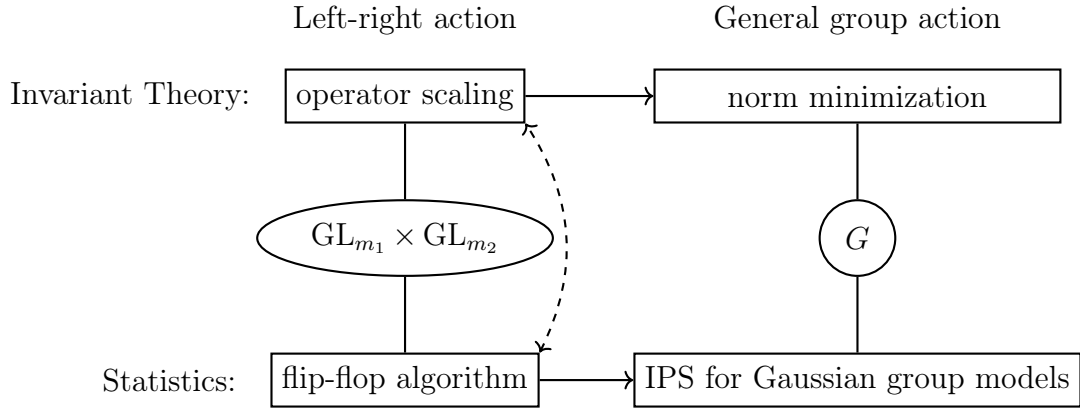 Left-right action General group action
Invariant Theory: operator scaling norm minimization
GL_{m_1} × GL_{m_2} G
Statistics: flip-flop algorithm IPS for Gaussian group models